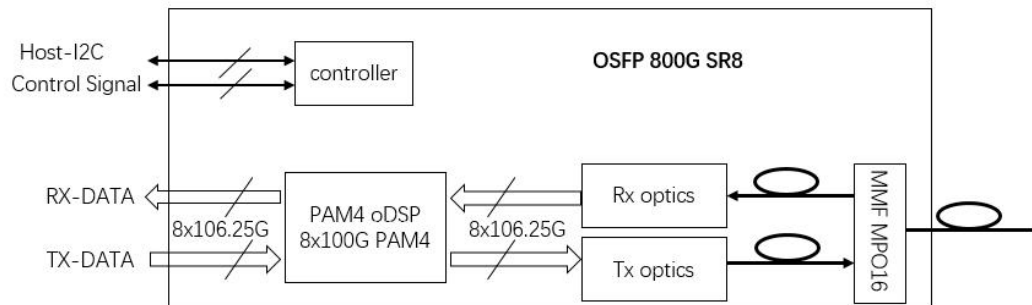 Host-I2C
Control Signal
controller
OSFP 800G SR8
RX-DATA
8x106.25G
TX-DATA
PAM4 oDSP
8x100G PAM4
8x106.25G
Rx optics
Tx optics
MMF MPO16